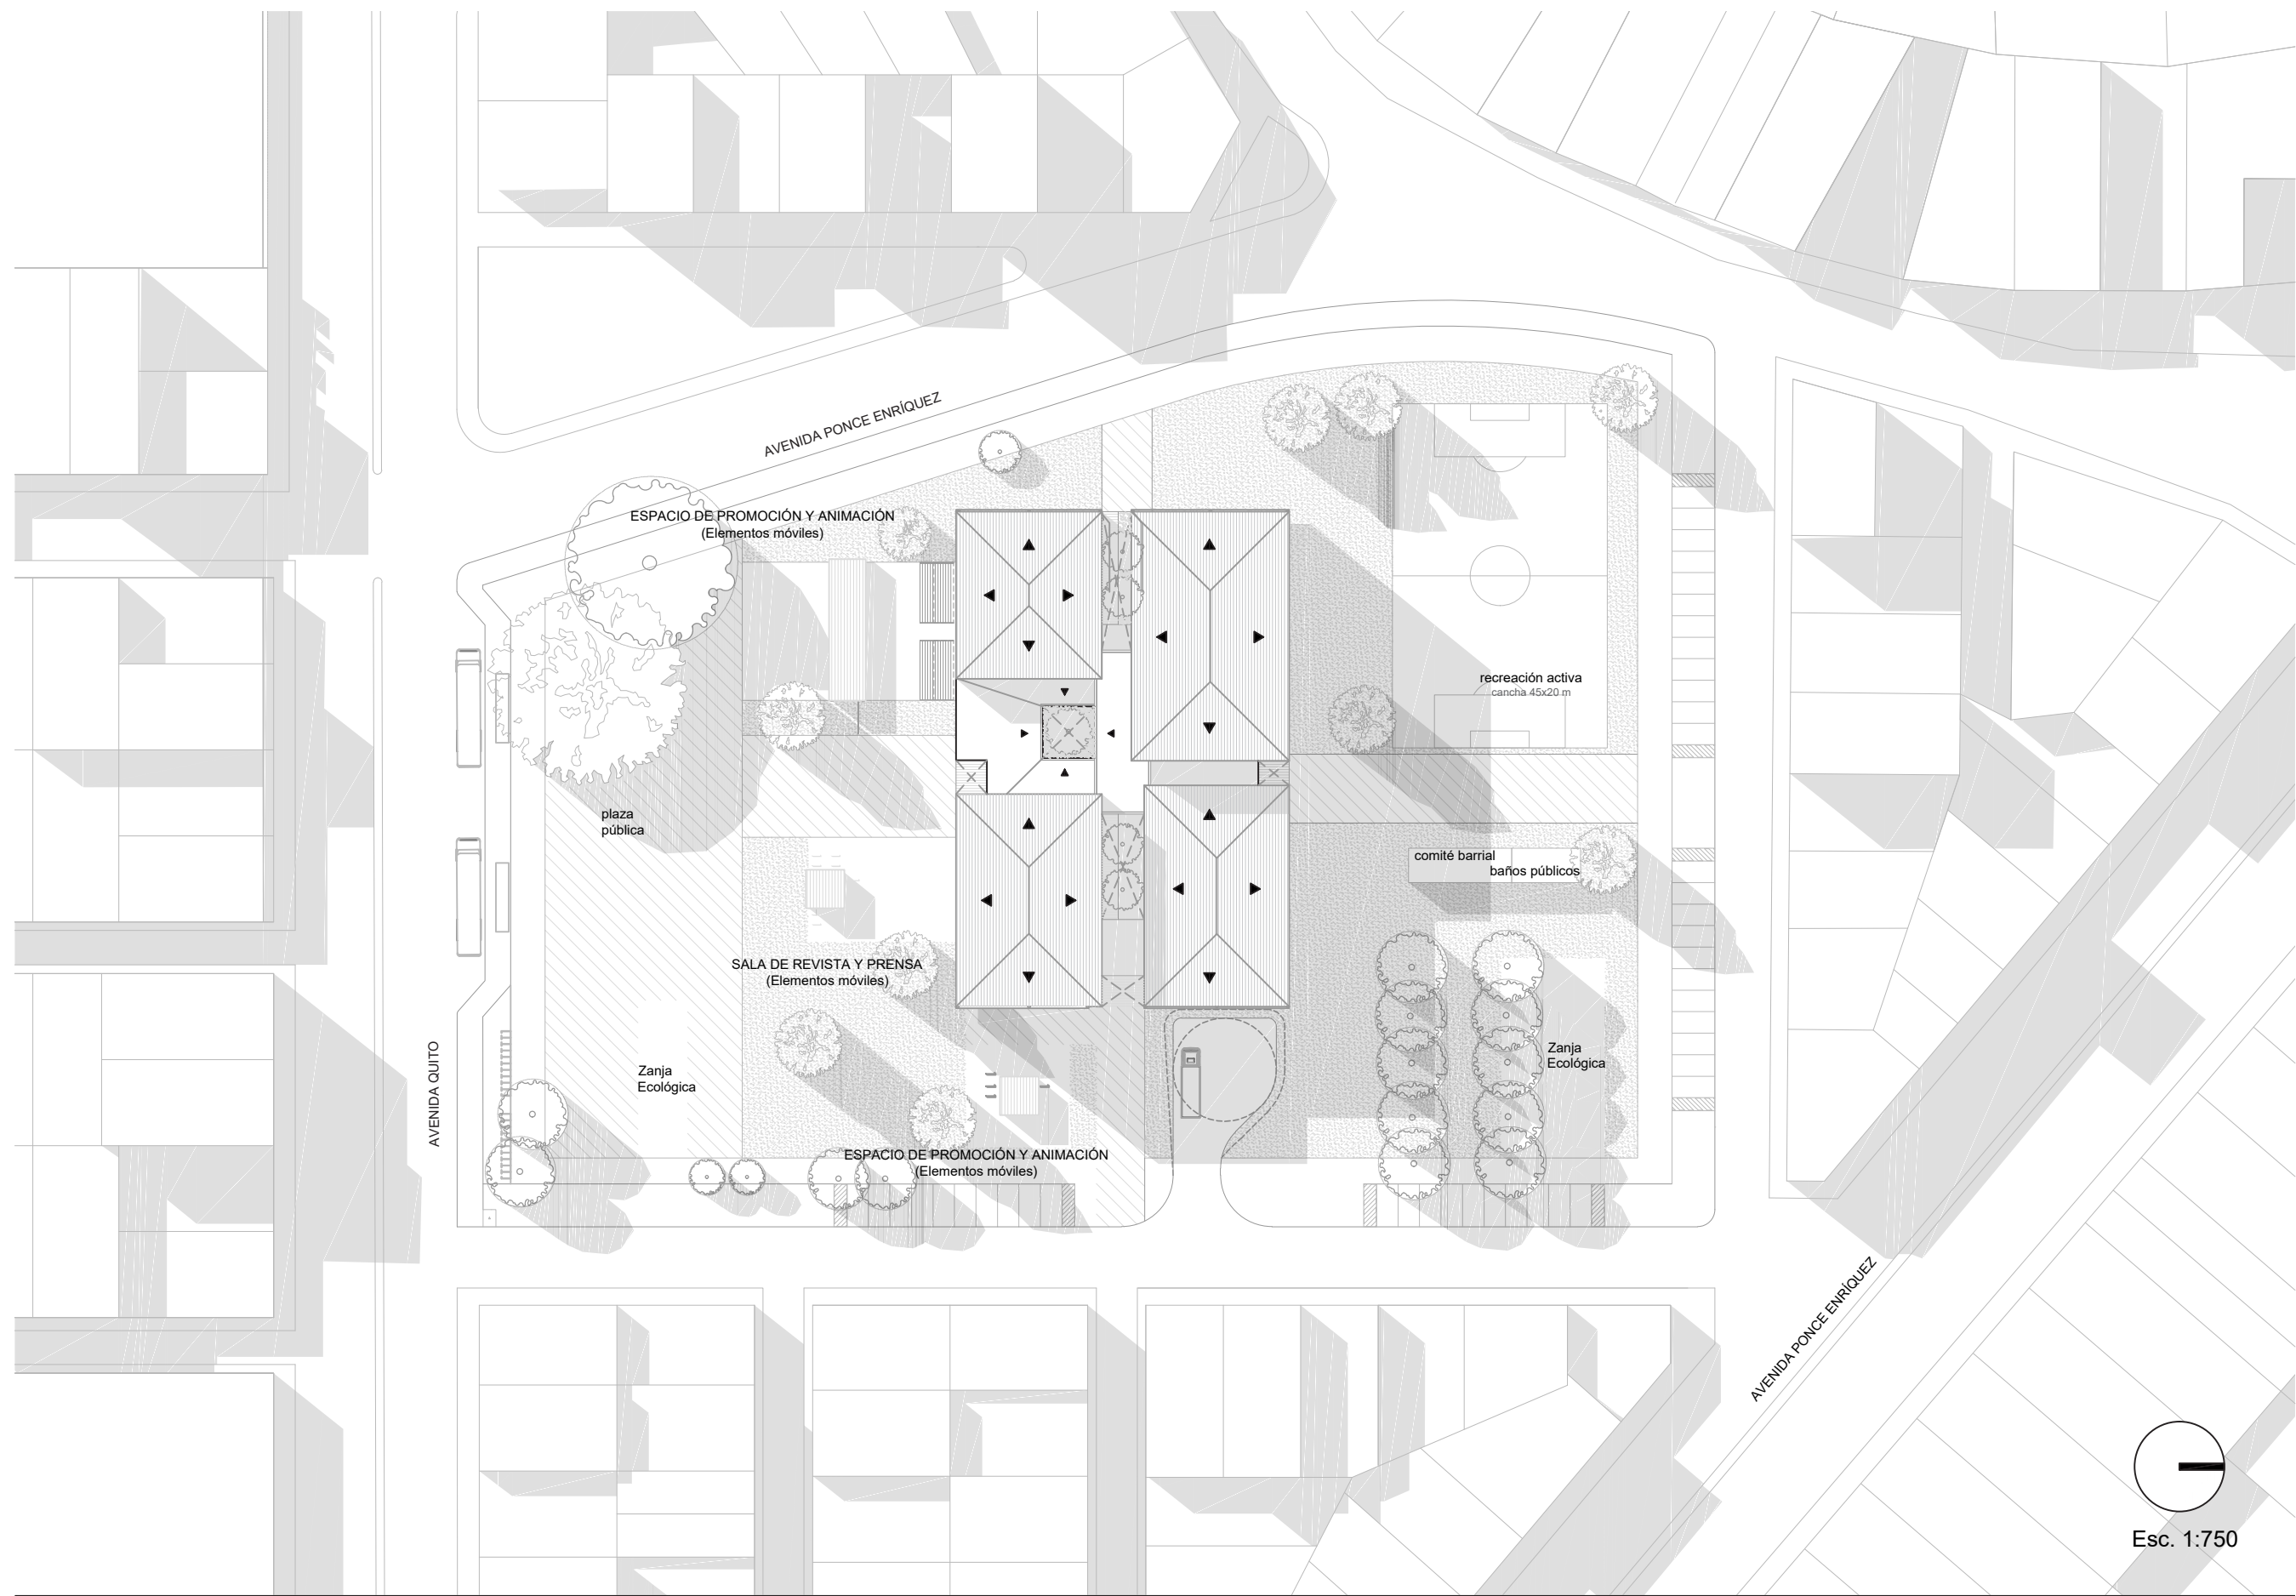 AVENIDA PONCE ENRÍQUEZ
ESPACIO DE PROMOCIÓN Y ANIMACIÓN
(Elementos móviles)
recreación activa
cancha 45x20 m
plaza
pública
comité barrial
baños públicos
SALA DE REVISTA Y PRENSA
(Elementos móviles)
Zanja
Ecológica
Zanja
Ecológica
AVENIDA QUITO
ESPACIO DE PROMOCIÓN Y ANIMACIÓN
(Elementos móviles)
AVENIDA PONCE ENRÍQUEZ
Esc. 1:750